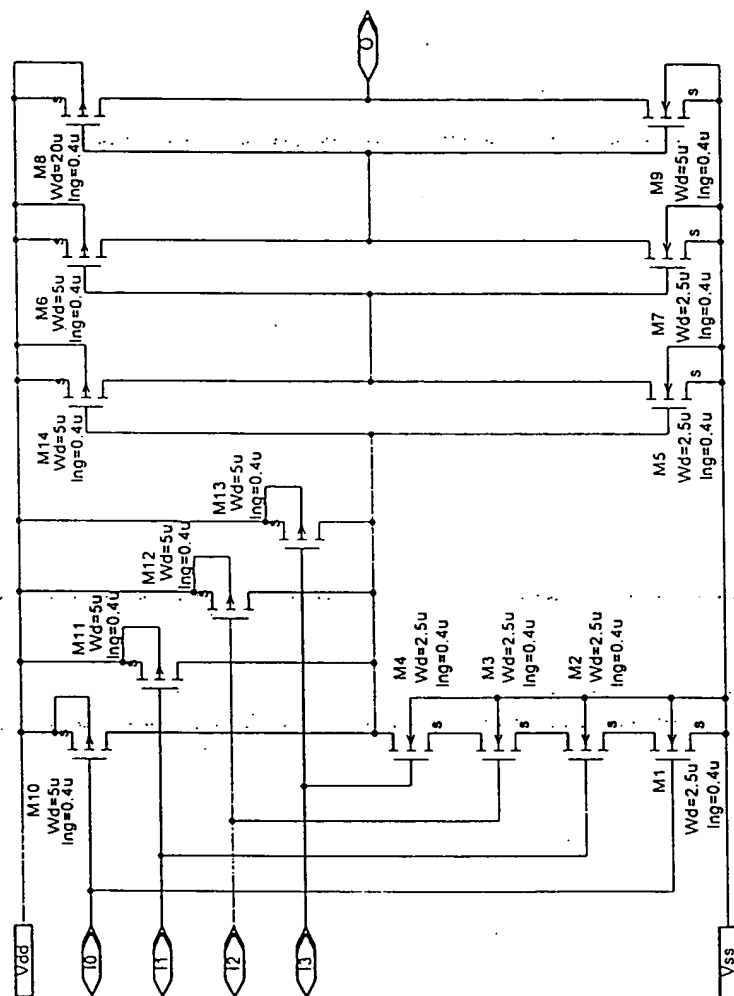 Vdd
I0
I1
I2
I3
Vss
M10
Wd=5u
lng=0.4u
M11
Wd=5u
lng=0.4u
M12
Wd=5u
lng=0.4u
M13
Wd=5u
lng=0.4u
M14
Wd=5u
lng=0.4u
M6
Wd=5u
lng=0.4u
M8
Wd=20u
lng=0.4u
s
s
s
s
s
s
s
M4
Wd=2.5u
lng=0.4u
M3
Wd=2.5u
lng=0.4u
M2
Wd=2.5u
lng=0.4u
M1
Wd=2.5u
lng=0.4u
M5
Wd=2.5u
lng=0.4u
M7
Wd=2.5u
lng=0.4u
M9
Wd=5u
lng=0.4u
s
s
s
s
s
s
s
O